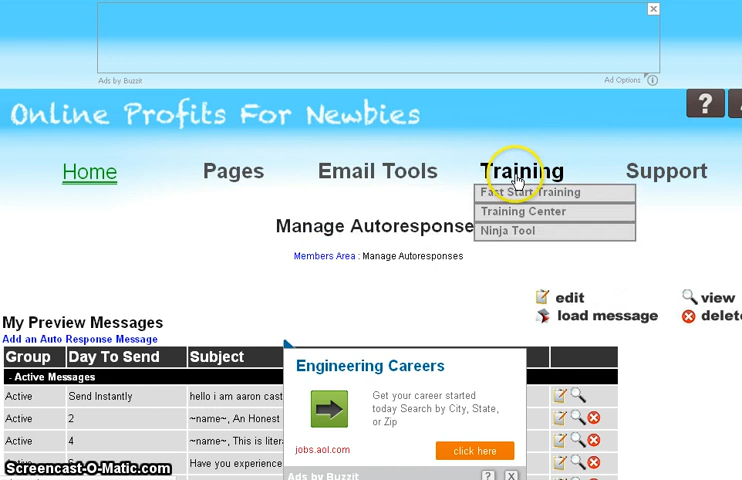 Ads by Buzzit
Ad Options
Online Profits For Newbies
?
Home Pages Email Tools Training Support
Fast Start Training
Training Center
Ninja Tool
Manage Autoresponse
Members Area : Manage Autoresponses
edit view
load message delete
My Preview Messages
Add an Auto Response Message
Group Day To Send Subject
- Active Messages
Active Send Instantly hello i am aaron cast
Active 2 ~name~, An Honest
Active 4 ~name~, This is liter
Have you experience
Engineering Careers
Get your career started
today Search by City, State,
or Zip
jobs.aol.com click here
Ads by Buzzit ? X
Screencast-O-Matic.com